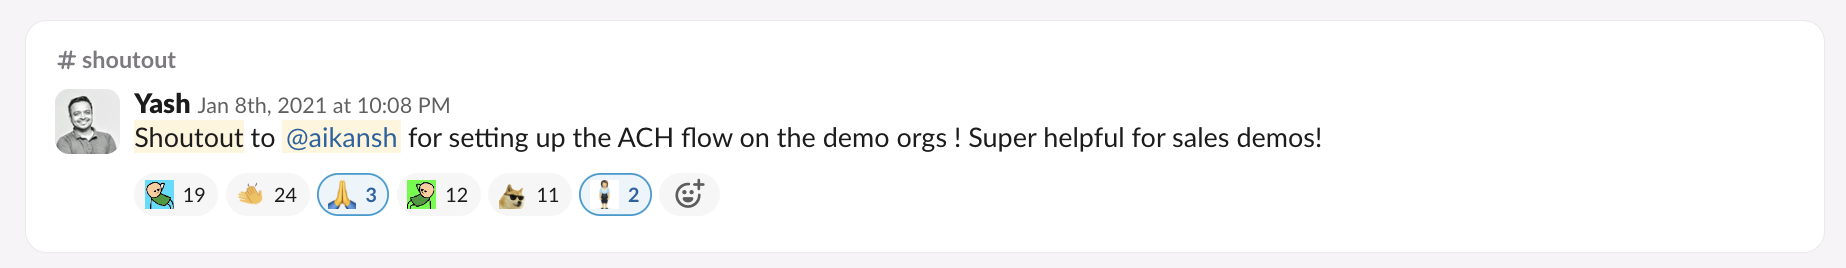 # shoutout
Yash Jan 8th, 2021 at 10:08 PM
Shoutout to @aikansh for setting up the ACH flow on the demo orgs ! Super helpful for sales demos!
19 24 3 12 11 2